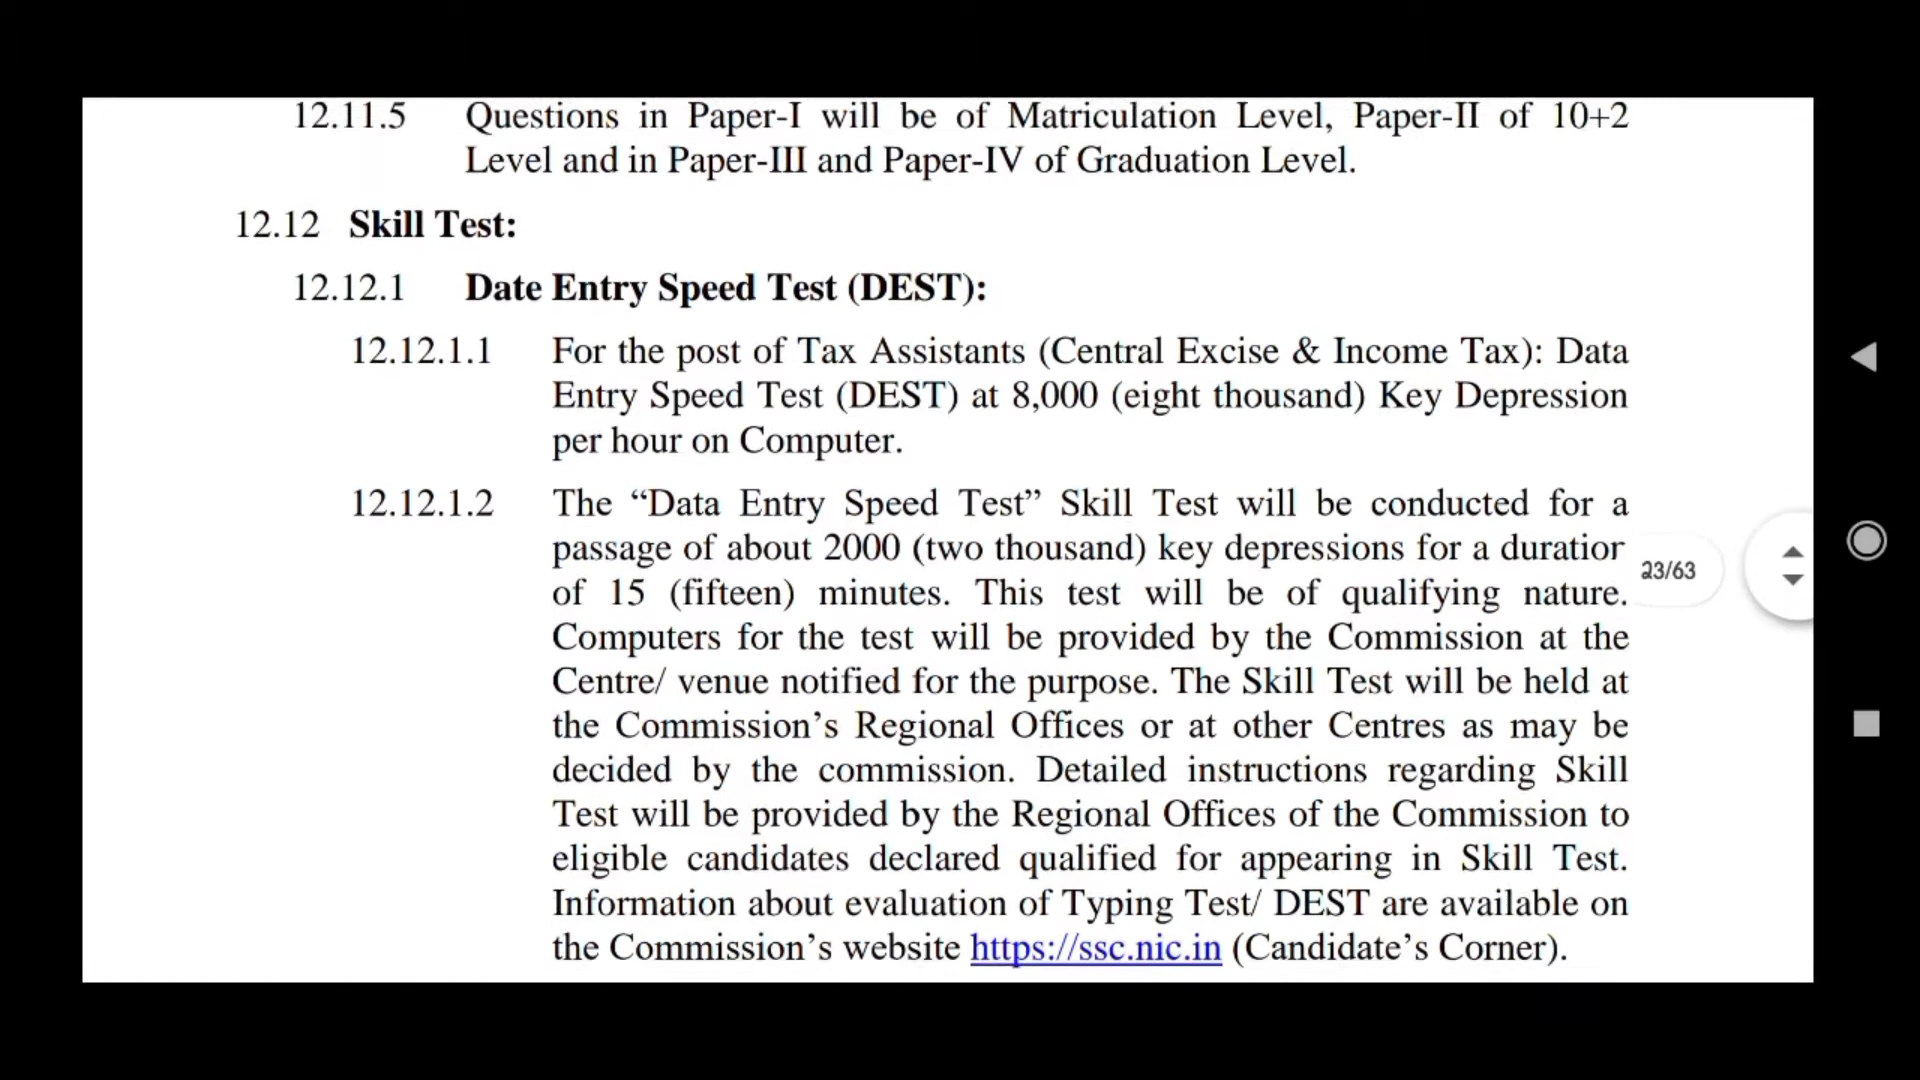 12.11.5 Questions in Paper-I will be of Matriculation Level, Paper-II of 10+2
Level and in Paper-III and Paper-IV of Graduation Level.
12.12 Skill Test:
12.12.1 Date Entry Speed Test (DEST):
12.12.1.1 For the post of Tax Assistants (Central Excise & Income Tax): Data
Entry Speed Test (DEST) at 8,000 (eight thousand) Key Depression
per hour on Computer.
12.12.1.2 The “Data Entry Speed Test” Skill Test will be conducted for a
passage of about 2000 (two thousand) key depressions for a duration
of 15 (fifteen) minutes. This test will be of qualifying nature.
Computers for the test will be provided by the Commission at the
Centre/ venue notified for the purpose. The Skill Test will be held at
the Commission’s Regional Offices or at other Centres as may be
decided by the commission. Detailed instructions regarding Skill
Test will be provided by the Regional Offices of the Commission to
eligible candidates declared qualified for appearing in Skill Test.
Information about evaluation of Typing Test/ DEST are available on
the Commission’s website https://ssc.nic.in (Candidate’s Corner).
23/63